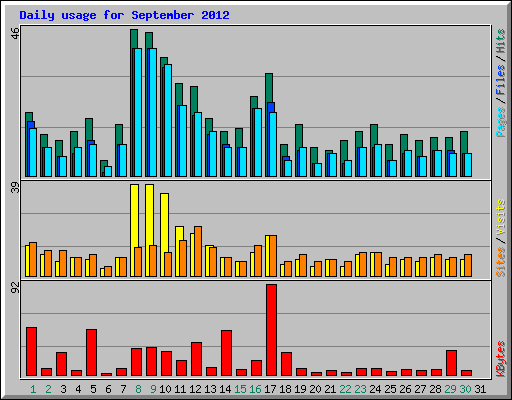 Daily usage for September 2012
46
Pages / Files / Hits
39
Sites / Visits
92
KBytes
1 2 3 4 5 6 7 8 9 10 11 12 13 14 15 16 17 18 19 20 21 22 23 24 25 26 27 28 29 30 31